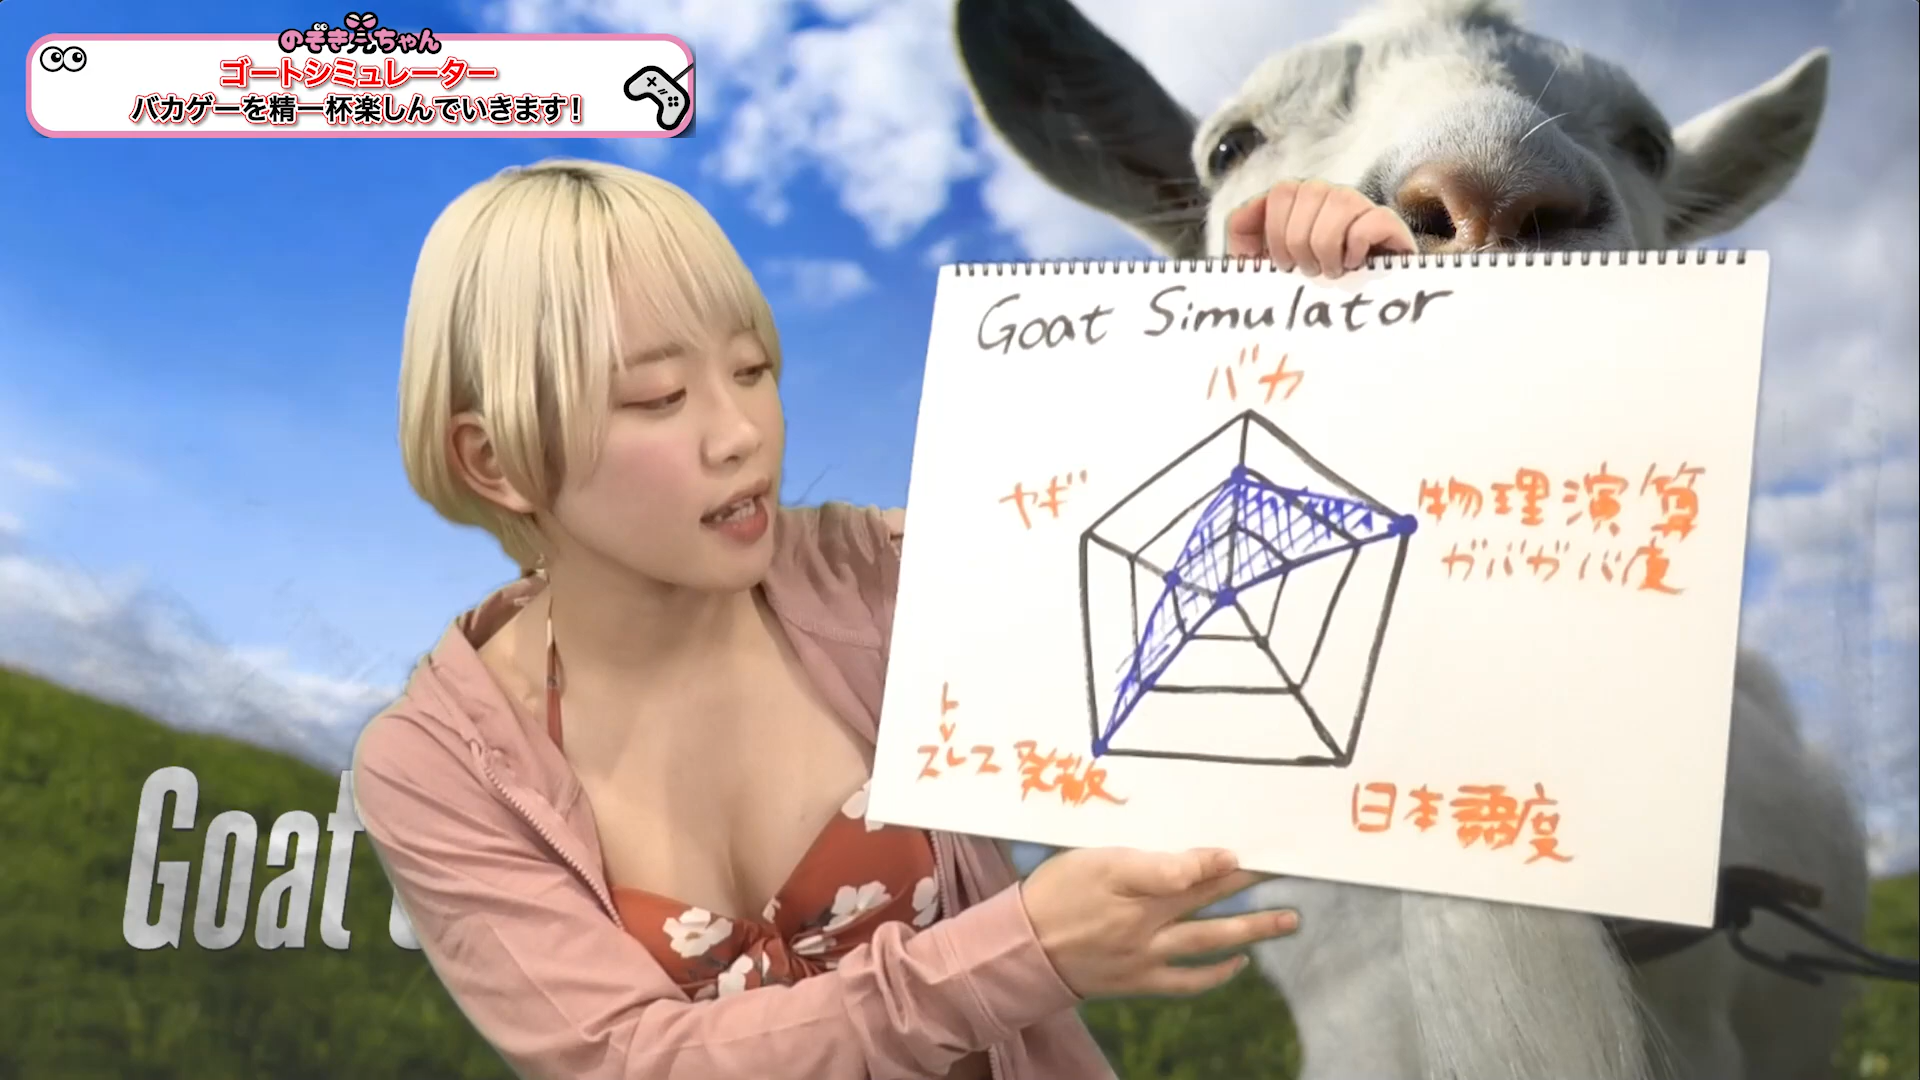 のぞき見ちゃん
ゴートシミュレーター
バカゲーを精一杯楽しんでいきます!
Goat Simulator
バカ
ヤギ
物理演算
ガバガバ度
ストレス発散
日本語度
Goat